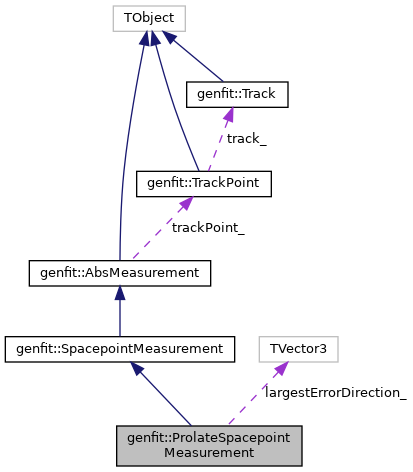 TObject
genfit::Track
track_
genfit::TrackPoint
trackPoint_
genfit::AbsMeasurement
genfit::SpacepointMeasurement
TVector3
largestErrorDirection_
genfit::ProlateSpacepoint
Measurement